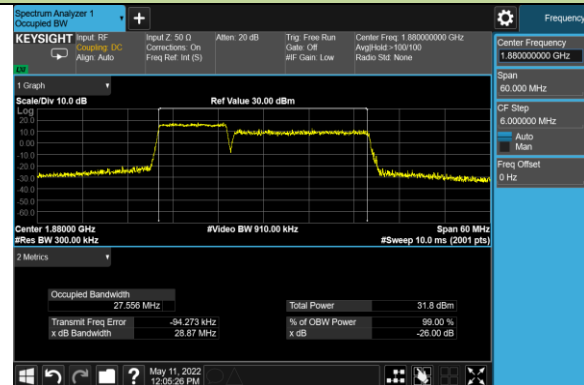 Spectrum Analyzer 1
Occupied BW
+
Frequency
KEYSIGHT
Input: RF
Coupling: DC
Align: Auto
Input Z: 50 Ω
Corrections: On
Freq Ref: Int (S)
Atten: 20 dB
Trig: Free Run
Gate: Off
#IF Gain: Low
Center Freq: 1.880000000 GHz
Avg|Hold:>100/100
Radio Std: None
Center Frequency
1.880000000 GHz
Span
60.000 MHz
CF Step
6.000000 MHz
Auto
Man
Freq Offset
0 Hz
1 Graph
Scale/Div 10.0 dB
Ref Value 30.00 dBm
Log
20.0
10.0
0.00
-10.0
-20.0
-30.0
-40.0
-50.0
-60.0
Center 1.88000 GHz
#Video BW 910.00 kHz
Span 60 MHz
#Res BW 300.00 kHz
#Sweep 10.0 ms (2001 pts)
2 Metrics
Occupied Bandwidth
27.556 MHz
Total Power 31.8 dBm
Transmit Freq Error -94.273 kHz
% of OBW Power 99.00 %
x dB Bandwidth 28.87 MHz
x dB -26.00 dB
?
May 11, 2022
12:05:26 PM